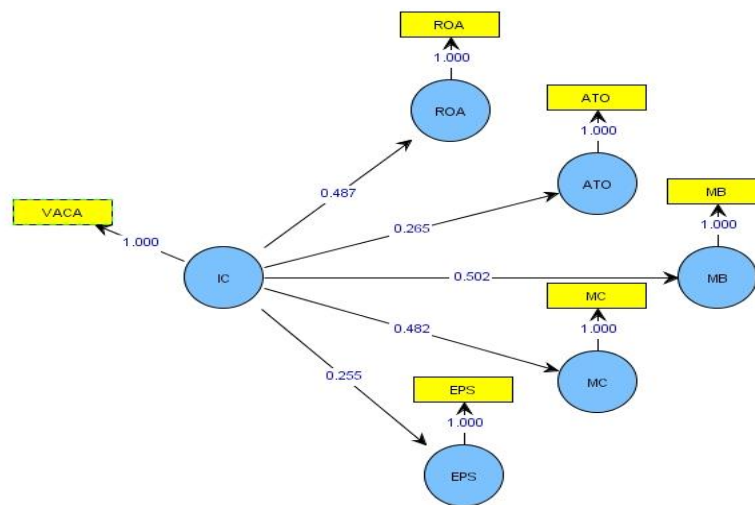 ROA
1.000
ROA
ATO
1.000
ATO
0.487
MB
1.000
MB
VACA
1.000
IC
0.265
0.502
MC
1.000
MC
0.482
0.255
EPS
1.000
EPS